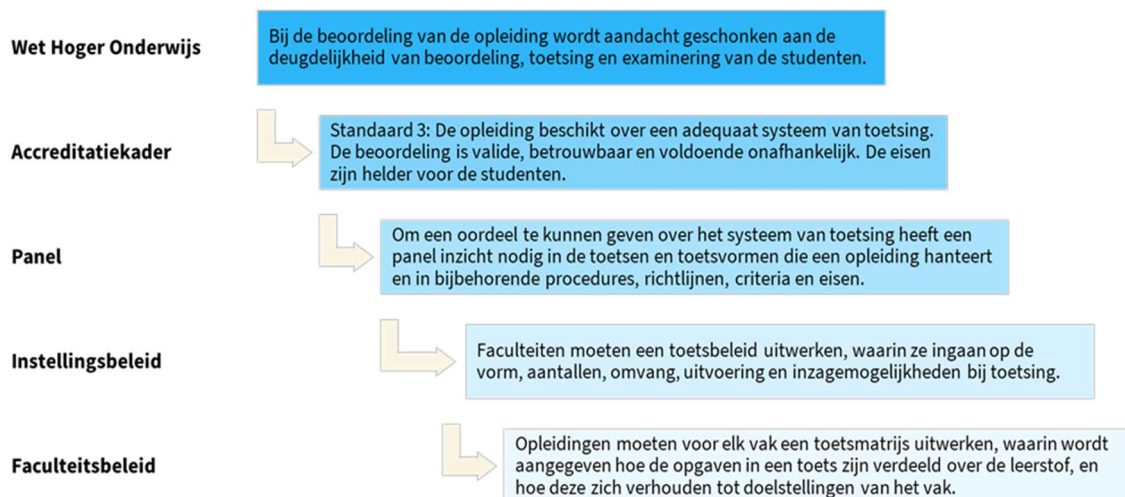 Wet Hoger Onderwijs
Bij de beoordeling van de opleiding wordt aandacht geschonken aan de
deugdelijkheid van beoordeling, toetsing en examinering van de studenten.
Accreditatiekader
Standaard 3: De opleiding beschikt over een adequaat systeem van toetsing.
De beoordeling is valide, betrouwbaar en voldoende onafhankelijk. De eisen
zijn helder voor de studenten.
Panel
Om een oordeel te kunnen geven over het systeem van toetsing heeft een
panel inzicht nodig in de toetsen en toetsvormen die een opleiding hanteert
en in bijbehorende procedures, richtlijnen, criteria en eisen.
Instellingsbeleid
Faculteiten moeten een toetsbeleid uitwerken, waarin ze ingaan op de
vorm, aantallen, omvang, uitvoering en inzagemogelijkheden bij toetsing.
Faculteitsbeleid
Opleidingen moeten voor elk vak een toetsmatrijs uitwerken, waarin wordt
aangegeven hoe de opgaven in een toets zijn verdeeld over de leerstof, en
hoe deze zich verhouden tot doelstellingen van het vak.